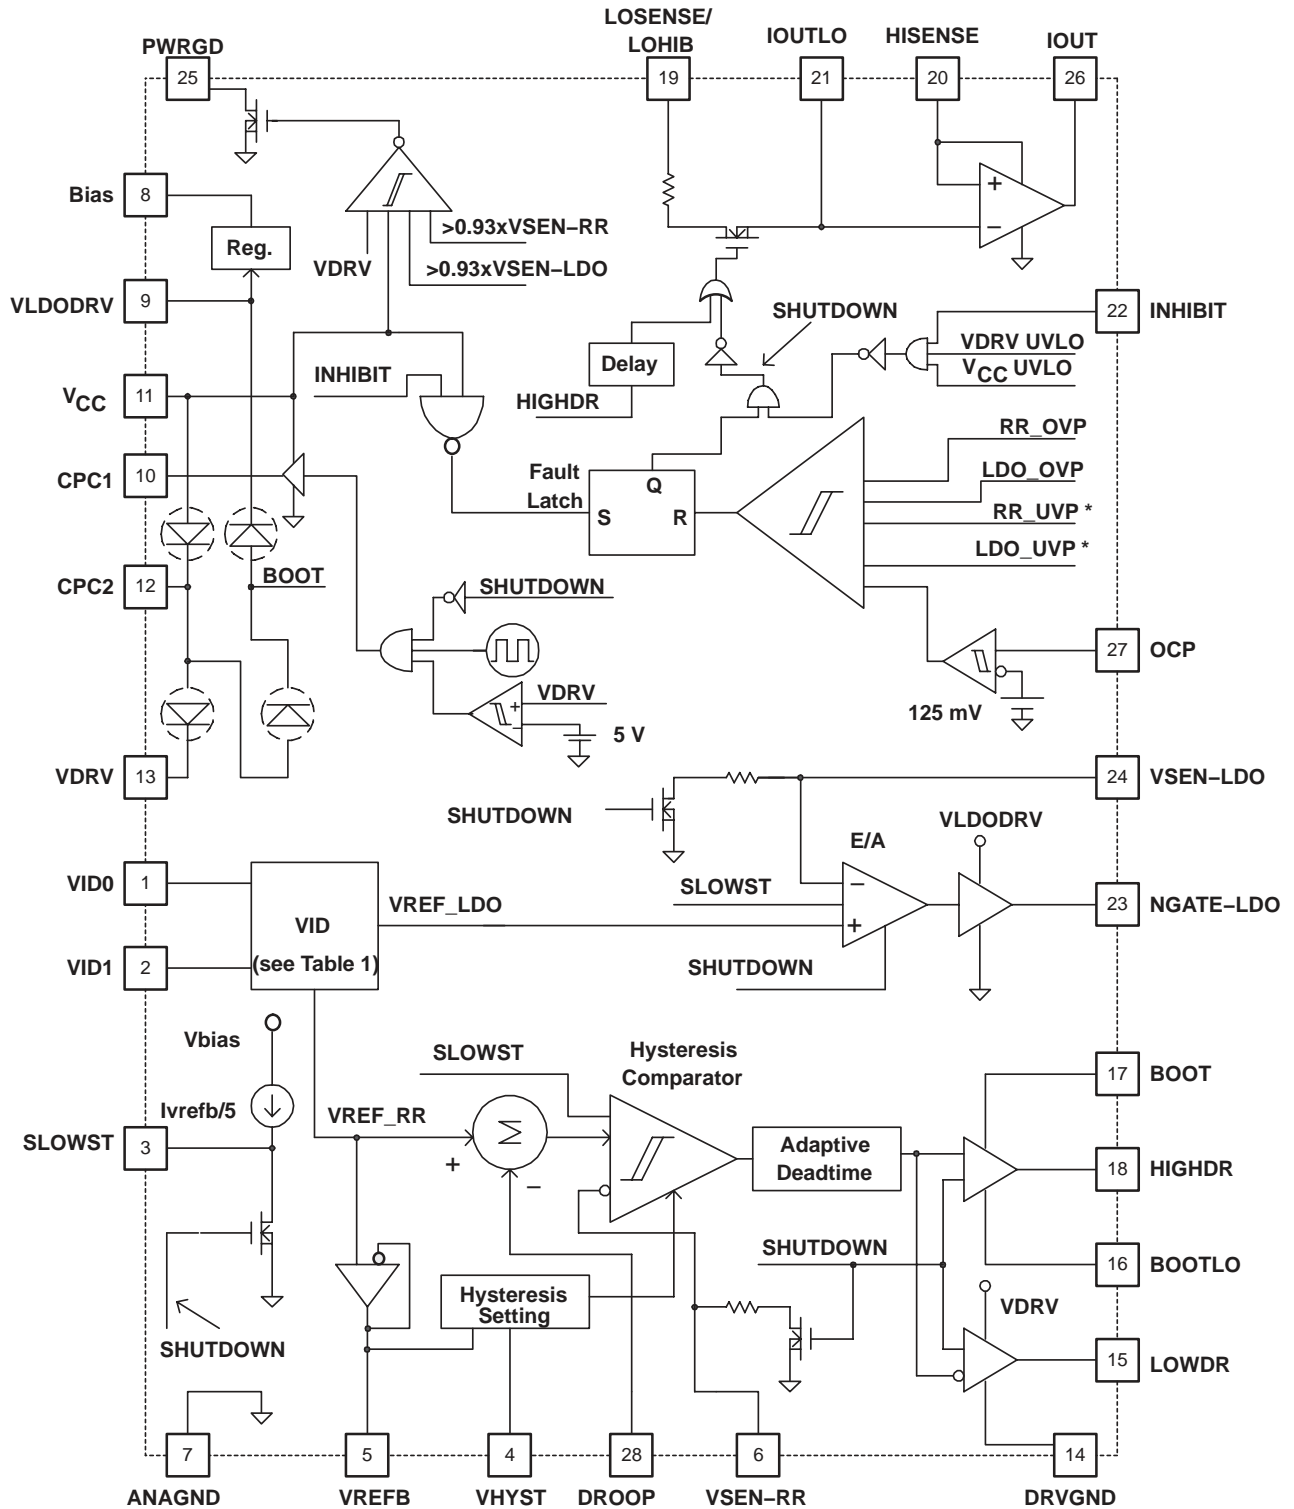 LOSENSE/
PWRGD LOHIB IOUTLO HISENSE IOUT
25 19 21 20 26
Bias 8
+
−
Reg.
>0.93xVSEN−RR
VDRV >0.93xVSEN−LDO
VLDODRV 9
SHUTDOWN
22 INHIBIT
VDRV UVLO
VCC UVLO
Delay
INHIBIT
HIGHDR
VCC 11
RR_OVP
LDO_OVP
RR_UVP *
LDO_UVP *
CPC1 10
Fault
Latch
Q
S R
CPC2 12
BOOT
SHUTDOWN
27 OCP
125 mV
VDRV
+
−
5 V
VDRV 13
24 VSEN−LDO
SHUTDOWN
VLDODRV
E/A
VID0 1
SLOWST
−
+
VREF_LDO
23 NGATE−LDO
VID
(see Table 1)
VID1 2
SHUTDOWN
Vbias
Ivrefb/5
SLOWST 3
SLOWST
Hysteresis
Comparator
VREF_RR
+
Σ
−
Adaptive
Deadtime
17 BOOT
18 HIGHDR
16 BOOTLO
SHUTDOWN
Hysteresis
Setting
VDRV
15 LOWDR
SHUTDOWN
7 5 4 28 6 14
ANAGND VREFB VHYST DROOP VSEN−RR DRVGND